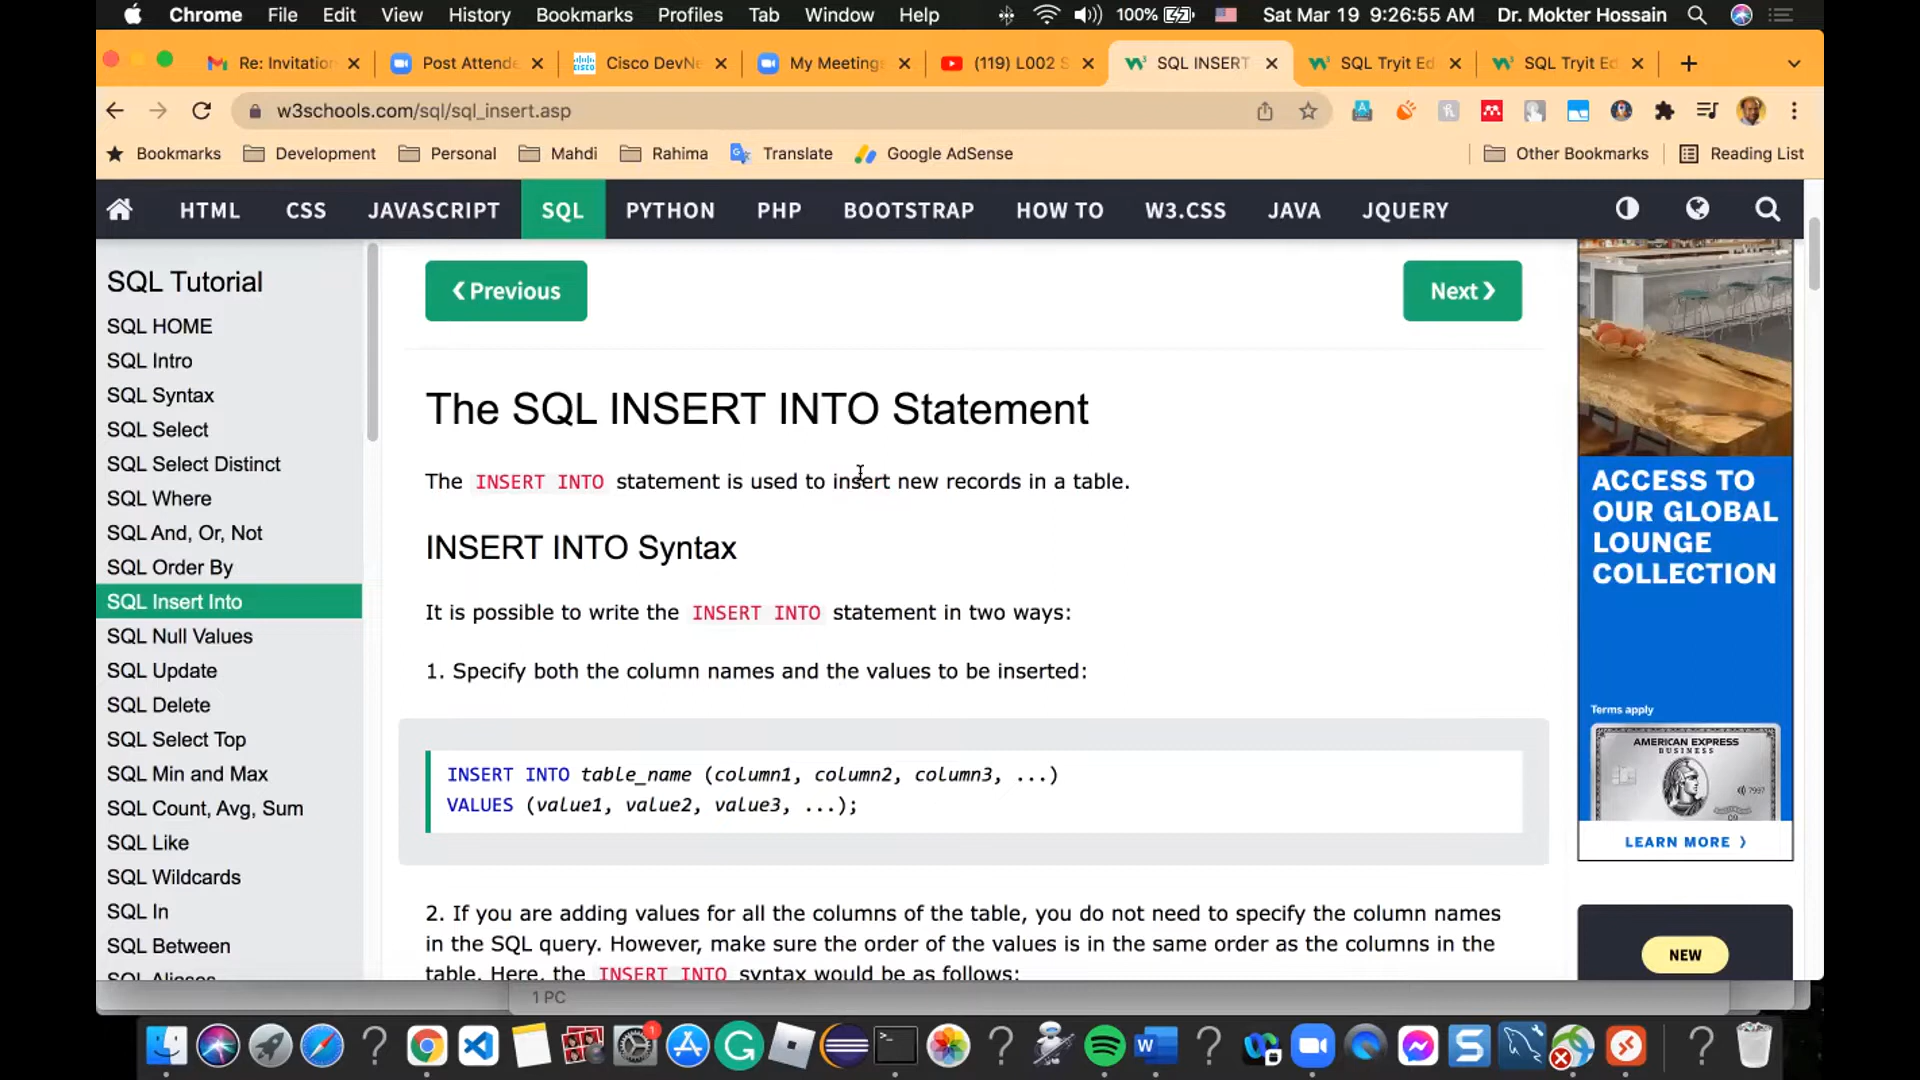 Chrome File Edit View History Bookmarks Profiles Tab Window Help 100% Sat Mar 19 9:26:55 AM Dr. Mokter Hossain
Re: Invitation Post Attende Cisco DevNe My Meeting (119) L002 S SQL INSERT SQL Tryit Ed SQL Tryit Ed
w3schools.com/sql/sql_insert.asp
Bookmarks Development Personal Mahdi Rahima Translate Google AdSense Other Bookmarks Reading List
HTML CSS JAVASCRIPT SQL PYTHON PHP BOOTSTRAP HOW TO W3.CSS JAVA JQUERY
SQL Tutorial
SQL HOME
SQL Intro
SQL Syntax
SQL Select
SQL Select Distinct
SQL Where
SQL And, Or, Not
SQL Order By
SQL Insert Into
SQL Null Values
SQL Update
SQL Delete
SQL Select Top
SQL Min and Max
SQL Count, Avg, Sum
SQL Like
SQL Wildcards
SQL In
SQL Between
SQL Aliases
❮ Previous
Next ❯
The SQL INSERT INTO Statement
The INSERT INTO statement is used to insert new records in a table.
INSERT INTO Syntax
It is possible to write the INSERT INTO statement in two ways:
1. Specify both the column names and the values to be inserted:
INSERT INTO table_name (column1, column2, column3, ...)
VALUES (value1, value2, value3, ...);
2. If you are adding values for all the columns of the table, you do not need to specify the column names
in the SQL query. However, make sure the order of the values is in the same order as the columns in the
table. Here, the INSERT INTO syntax would be as follows:
ACCESS TO
OUR GLOBAL
LOUNGE
COLLECTION
Terms apply
AMERICAN EXPRESS
BUSINESS
LEARN MORE ❯
NEW
1 PC